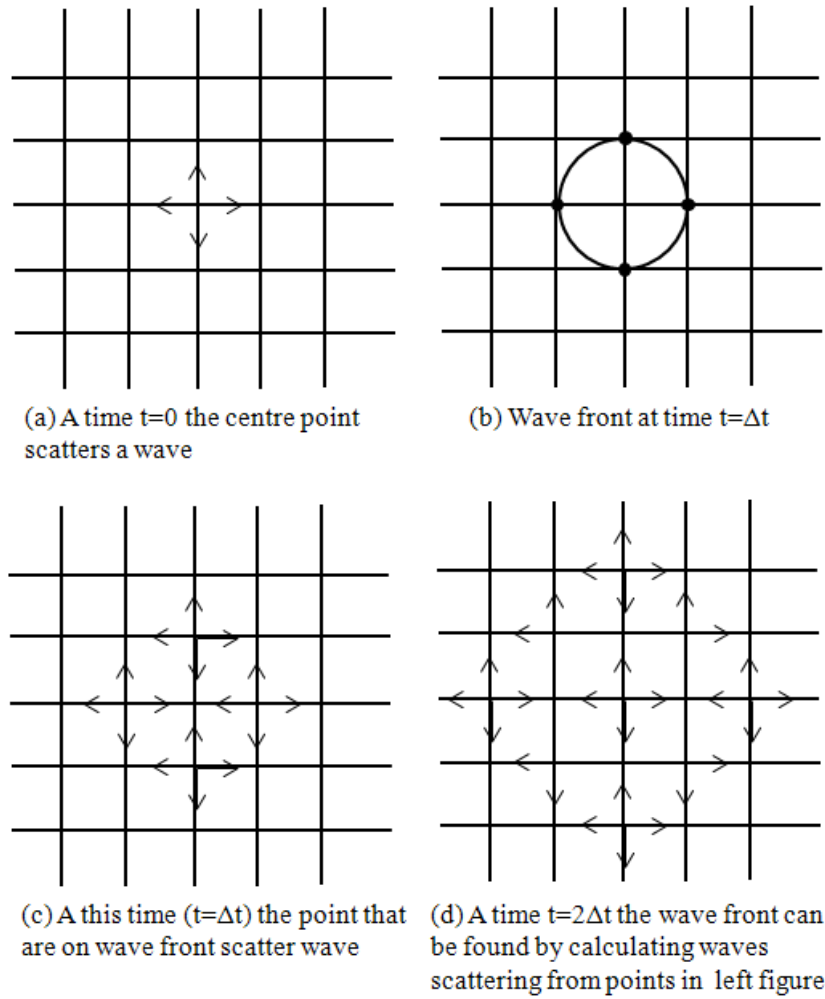 (a) A time t=0 the centre point
scatters a wave
(b) Wave front at time t=Δt
(c) A this time (t=Δt) the point that
are on wave front scatter wave
(d) A time t=2Δt the wave front can
be found by calculating waves
scattering from points in left figure